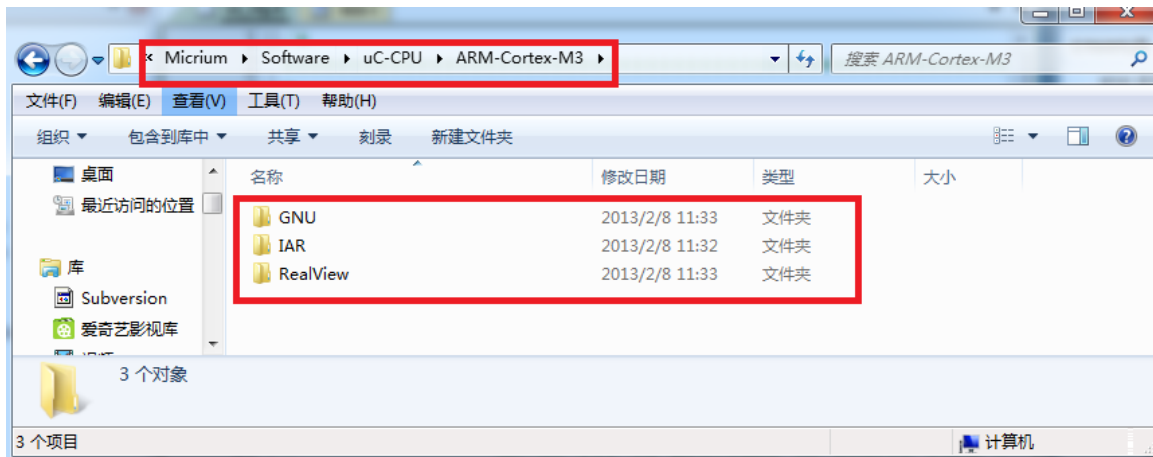 « Micrium ▸ Software ▸ uC-CPU ▸ ARM-Cortex-M3 ▸
搜索 ARM-Cortex-M3
文件(F) 编辑(E) 查看(V) 工具(T) 帮助(H)
组织 包含到库中 共享 刻录 新建文件夹
桌面
最近访问的位置
库
Subversion
爱奇艺影视库
名称 修改日期 类型 大小
GNU 2013/2/8 11:33 文件夹
IAR 2013/2/8 11:32 文件夹
RealView 2013/2/8 11:33 文件夹
3 个对象
3 个项目
计算机